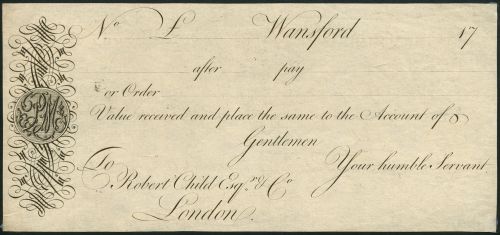 No £ Wansford 17
after pay
or Order
Value received and place the same to the Account of
Gentlemen
Your humble Servant
To
Robert Child Esq.r & Co
London.